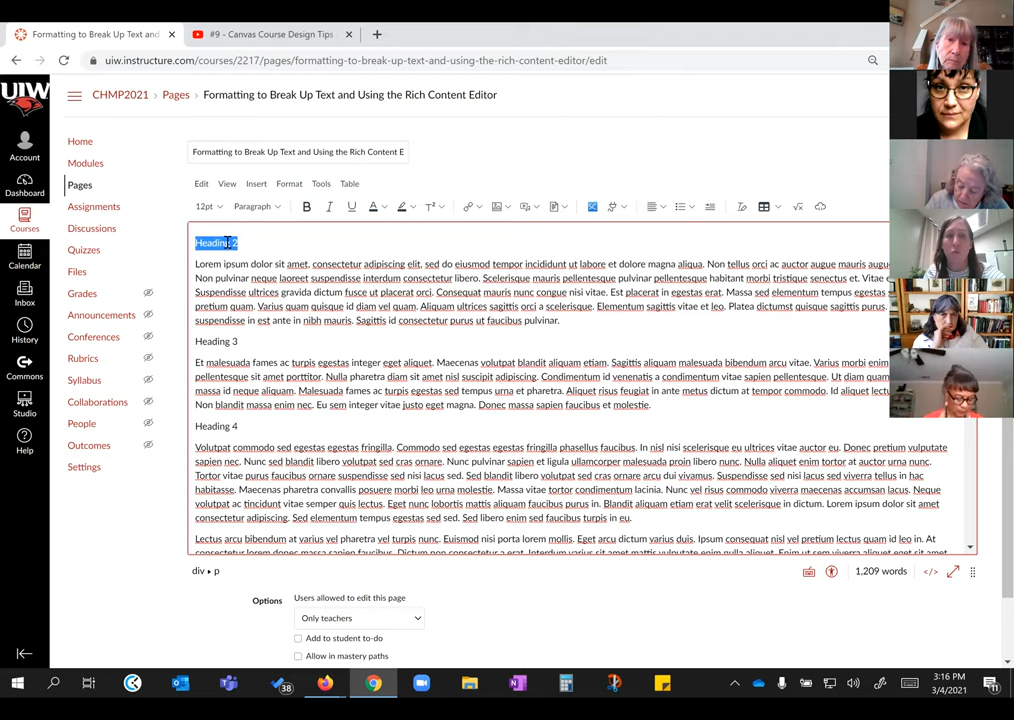 Formatting to Break Up Text and
#9 - Canvas Course Design Tips
uiw.instructure.com/courses/2217/pages/formatting-to-break-up-text-and-using-the-rich-content-editor/edit
UIW
CHMP2021 > Pages > Formatting to Break Up Text and Using the Rich Content Editor
Account
Dashboard
Courses
Calendar
Inbox
History
Commons
Studio
Help
Home
Modules
Pages
Assignments
Discussions
Quizzes
Files
Grades
Announcements
Conferences
Rubrics
Syllabus
Collaborations
People
Outcomes
Settings
Formatting to Break Up Text and Using the Rich Content E
Edit View Insert Format Tools Table
12pt Paragraph B I U A T²
Heading 2
Lorem ipsum dolor sit amet, consectetur adipiscing elit, sed do eiusmod tempor incididunt ut labore et dolore magna aliqua. Non tellus orci ac auctor augue mauris augue
Non pulvinar neque laoreet suspendisse interdum consectetur libero. Suspendisse scelerisque pellentesque pulvinar pellentesque habitant morbi tristique senectus et. Vitae
Suspendisse ultrices gravida dictum fusce ut placerat orci. Consequat mauris nunc congue nisi vitae. Est placerat in egestas erat. Massa sed elementum tempus egestas
pretium quam. Varius quam quisque id diam vel quam. Aliquam ultrices sagittis orci a scelerisque. Elementum sagittis vitae et leo. Platea dictumst quisque sagittis purus.
suspendisse in est ante in nibh mauris. Sagittis id consectetur purus ut faucibus pulvinar.
Heading 3
Et malesuada fames ac turpis egestas integer eget aliquet. Maecenas volutpat blandit aliquam etiam. Sagittis aliquam malesuada bibendum arcu vitae. Varius morbi enim
pellentesque sit amet porttitor. Nulla pharetra diam sit amet nisl suscipit adipiscing. Condimentum id venenatis a condimentum vitae sapien pellentesque. Ut diam quam
massa id neque aliquam. Malesuada fames ac turpis egestas sed tempus urna et pharetra. Aliquet risus feugiat in ante metus dictum at tempor commodo. Id aliquet lectu
Non blandit massa enim nec. Eu sem integer vitae justo eget magna. Donec massa sapien faucibus et molestie.
Heading 4
Volutpat commodo sed egestas egestas fringilla. Commodo sed egestas egestas fringilla phasellus faucibus. In nisl nisi scelerisque eu ultrices vitae auctor eu. Donec pretium vulputate
sapien nec. Nunc sed blandit libero volutpat sed cras ornare. Nunc pulvinar sapien et ligula ullamcorper malesuada proin libero nunc. Nulla aliquet enim tortor at auctor urna nunc.
Tortor vitae purus faucibus ornare suspendisse sed nisi lacus sed. Blandit libero volutpat sed cras ornare arcu dui vivamus. Suspendisse sed nisi lacus sed viverra tellus in hac
habitasse. Maecenas pharetra convallis posuere morbi leo urna molestie. Massa vitae tortor condimentum lacinia. Nunc vel risus commodo viverra maecenas accumsan lacus. Neque
volutpat ac tincidunt vitae semper quis lectus. Eget nunc lobortis mattis aliquam faucibus purus in. Blandit aliquam etiam erat velit scelerisque in dictum. Lorem ipsum dolor sit amet
consectetur adipiscing. Sed elementum tempus egestas sed sed. Sed libero enim sed faucibus turpis in eu.
Lectus arcu bibendum at varius vel pharetra vel turpis nunc. Euismod nisi porta lorem mollis. Eget arcu dictum varius duis. Ipsum consequat nisl vel pretium lectus quam id leo in. At
div ▸ p
1,209 words </>
Options
Users allowed to edit this page
Only teachers
Add to student to-do
Allow in mastery paths
38
3:16 PM
3/4/2021
11